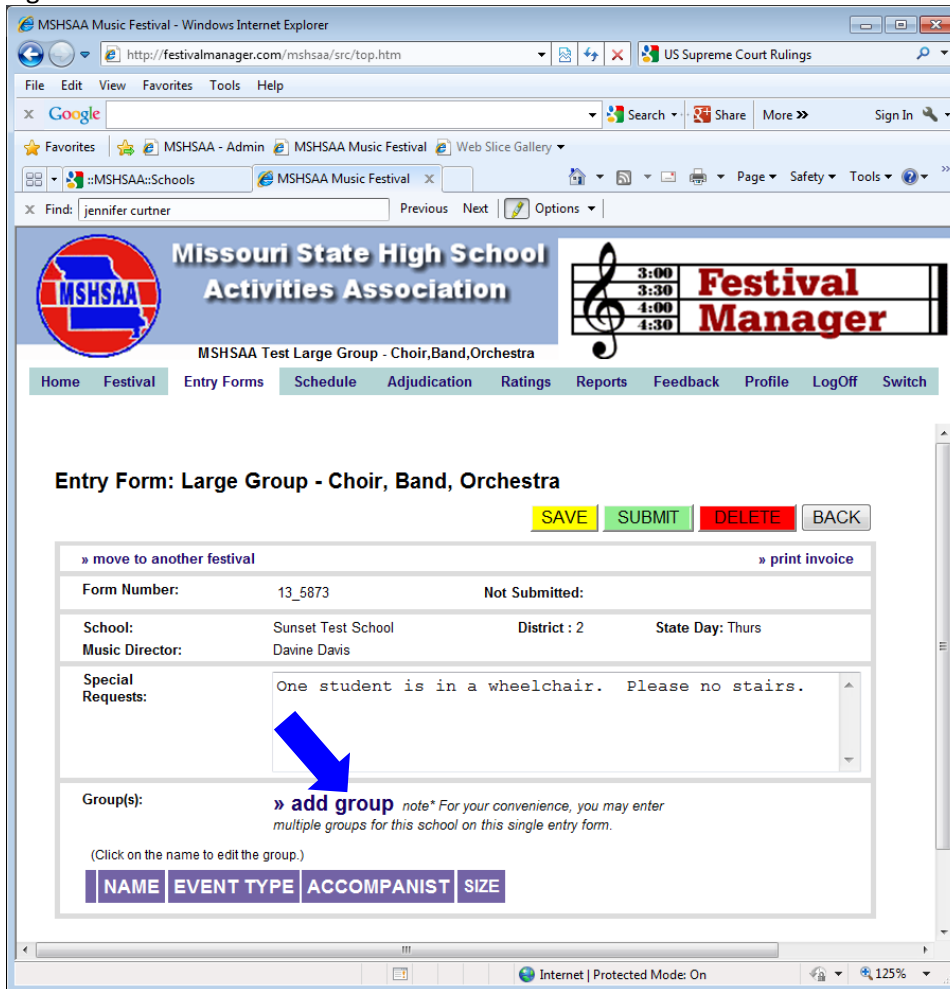 MSHSAA Music Festival - Windows Internet Explorer
http://festivalmanager.com/mshsaa/src/top.htm
US Supreme Court Rulings
File Edit View Favorites Tools Help
x Google Search Share More » Sign In
Favorites MSHSAA - Admin MSHSAA Music Festival Web Slice Gallery
::MSHSAA::Schools MSHSAA Music Festival x Page Safety Tools »
x Find: jennifer curtner Previous Next Options
MSHSAA
Missouri State High School
Activities Association
MSHSAA Test Large Group - Choir,Band,Orchestra
3:00
3:30
4:00
4:30
Festival
Manager
Home Festival Entry Forms Schedule Adjudication Ratings Reports Feedback Profile LogOff Switch
Entry Form: Large Group - Choir, Band, Orchestra
SAVE SUBMIT DELETE BACK
» move to another festival » print invoice
Form Number: 13_5873 Not Submitted:
School: Sunset Test School District : 2 State Day: Thurs
Music Director: Davine Davis
Special
Requests:
One student is in a wheelchair. Please no stairs.
Group(s):
» add group note* For your convenience, you may enter
multiple groups for this school on this single entry form.
(Click on the name to edit the group.)
NAME EVENT TYPE ACCOMPANIST SIZE
Internet | Protected Mode: On 125%